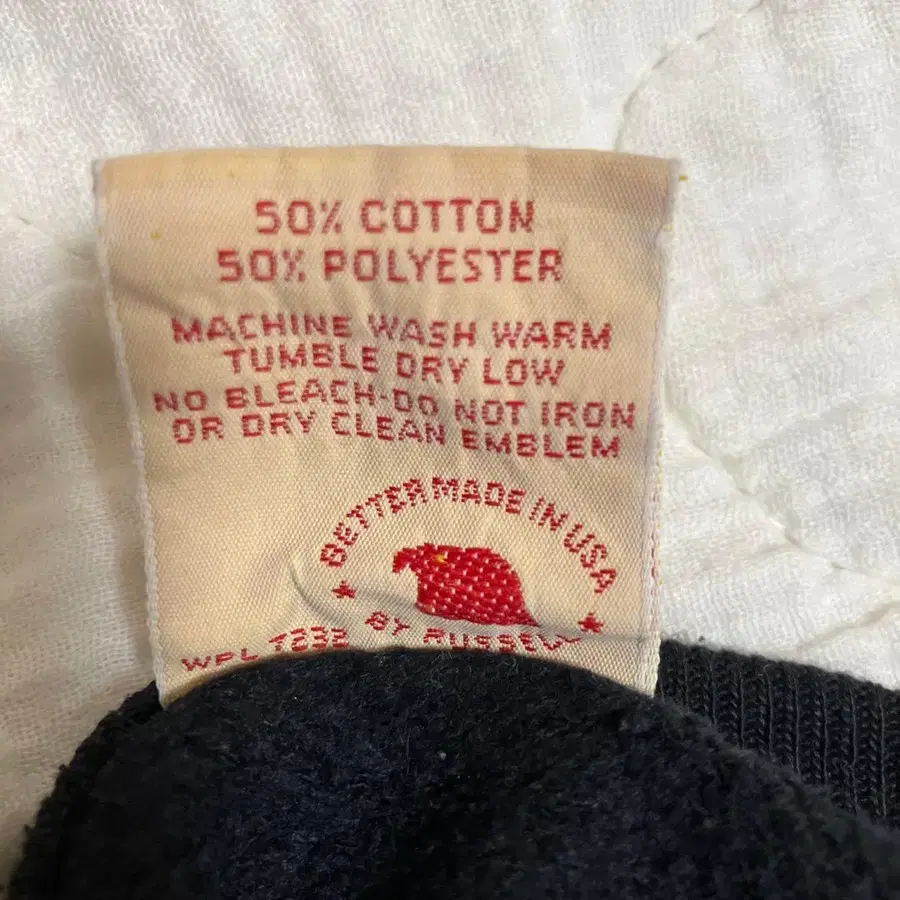 50% COTTON
50% POLYESTER
MACHINE WASH WARM
TUMBLE DRY LOW
NO BLEACH-DO NOT IRON
OR DRY CLEAN EMBLEM
BETTER MADE IN USA
BY RUSSELL
WPL 7232